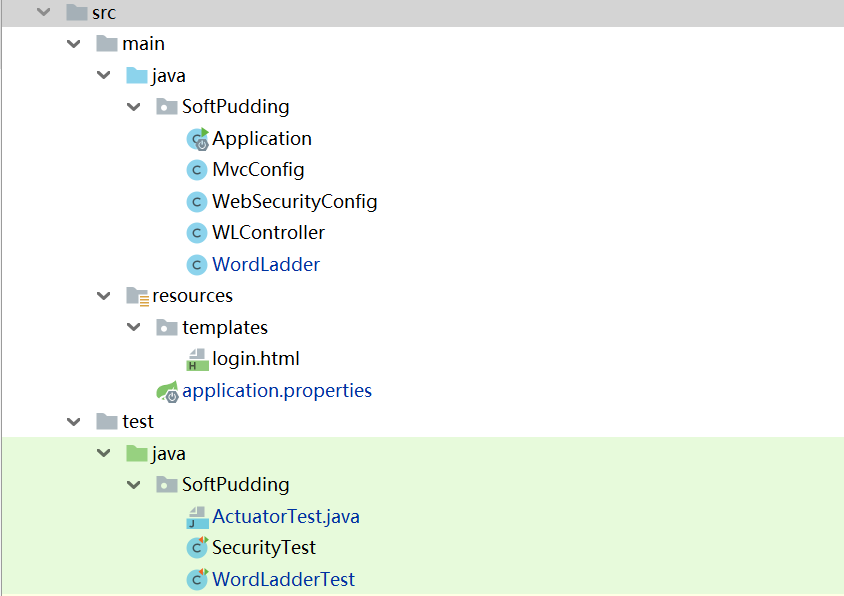 src
main
java
SoftPudding
Application
MvcConfig
WebSecurityConfig
WLController
WordLadder
resources
templates
login.html
application.properties
test
java
SoftPudding
ActuatorTest.java
SecurityTest
WordLadderTest